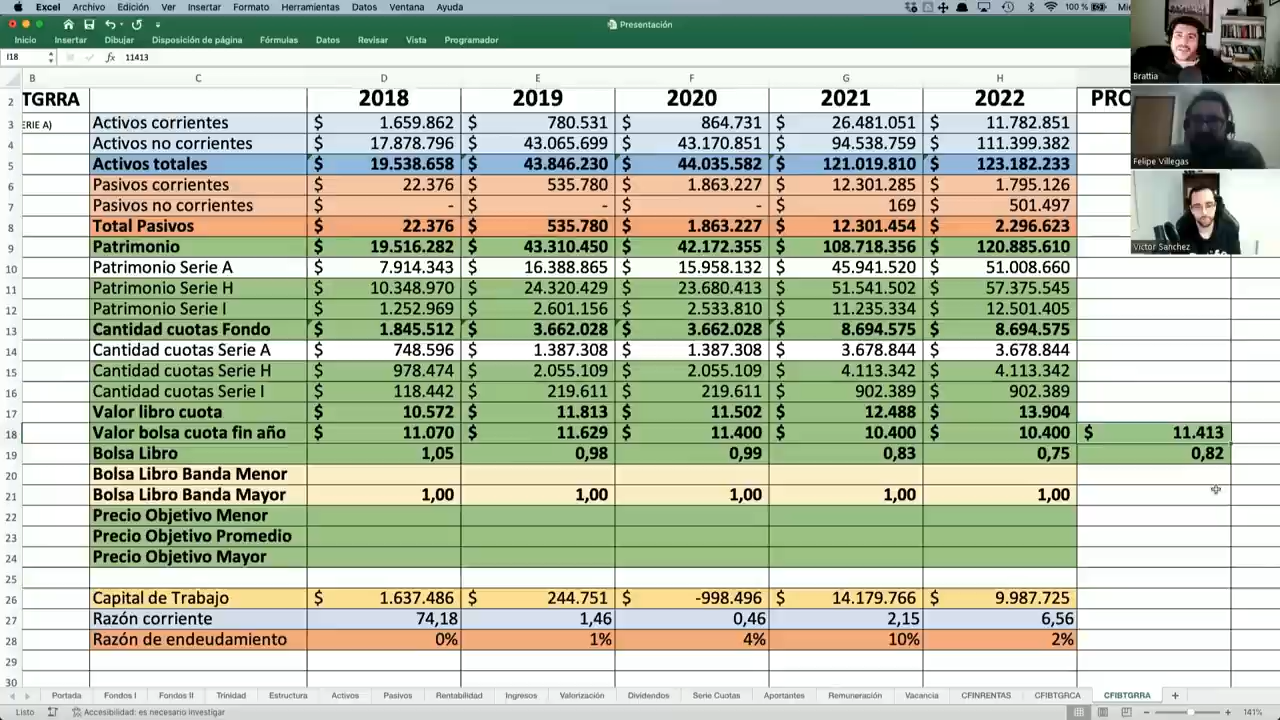 Excel Archivo Edición Ver Insertar Formato Herramientas Datos Ventana Ayuda 100 %
Presentación
Inicio Insertar Dibujar Disposición de página Fórmulas Datos Revisar Vista Programador
I18 fx 11413
B C D E F G H
2 TGRRA 2018 2019 2020 2021 2022 PRO
3 ERIE A) Activos corrientes $ 1.659.862 $ 780.531 $ 864.731 $ 26.481.051 $ 11.782.851
4 Activos no corrientes $ 17.878.796 $ 43.065.699 $ 43.170.851 $ 94.538.759 $ 111.399.382
5 Activos totales $ 19.538.658 $ 43.846.230 $ 44.035.582 $ 121.019.810 $ 123.182.233
6 Pasivos corrientes $ 22.376 $ 535.780 $ 1.863.227 $ 12.301.285 $ 1.795.126
7 Pasivos no corrientes $ - $ - $ - $ 169 $ 501.497
8 Total Pasivos $ 22.376 $ 535.780 $ 1.863.227 $ 12.301.454 $ 2.296.623
9 Patrimonio $ 19.516.282 $ 43.310.450 $ 42.172.355 $ 108.718.356 $ 120.885.610
10 Patrimonio Serie A $ 7.914.343 $ 16.388.865 $ 15.958.132 $ 45.941.520 $ 51.008.660
11 Patrimonio Serie H $ 10.348.970 $ 24.320.429 $ 23.680.413 $ 51.541.502 $ 57.375.545
12 Patrimonio Serie I $ 1.252.969 $ 2.601.156 $ 2.533.810 $ 11.235.334 $ 12.501.405
13 Cantidad cuotas Fondo $ 1.845.512 $ 3.662.028 $ 3.662.028 $ 8.694.575 $ 8.694.575
14 Cantidad cuotas Serie A $ 748.596 $ 1.387.308 $ 1.387.308 $ 3.678.844 $ 3.678.844
15 Cantidad cuotas Serie H $ 978.474 $ 2.055.109 $ 2.055.109 $ 4.113.342 $ 4.113.342
16 Cantidad cuotas Serie I $ 118.442 $ 219.611 $ 219.611 $ 902.389 $ 902.389
17 Valor libro cuota $ 10.572 $ 11.813 $ 11.502 $ 12.488 $ 13.904
18 Valor bolsa cuota fin año $ 11.070 $ 11.629 $ 11.400 $ 10.400 $ 10.400 $ 11.413
19 Bolsa Libro 1,05 0,98 0,99 0,83 0,75 0,82
20 Bolsa Libro Banda Menor
21 Bolsa Libro Banda Mayor 1,00 1,00 1,00 1,00 1,00
22 Precio Objetivo Menor
23 Precio Objetivo Promedio
24 Precio Objetivo Mayor
25
26 Capital de Trabajo $ 1.637.486 $ 244.751 $ -998.496 $ 14.179.766 $ 9.987.725
27 Razón corriente 74,18 1,46 0,46 2,15 6,56
28 Razón de endeudamiento 0% 1% 4% 10% 2%
29
30
Brattia
Felipe Villegas
Victor Sanchez
Portada Fondos I Fondos II Trinidad Estructura Activos Pasivos Rentabilidad Ingresos Valorización Dividendos Serie Cuotas Aportantes Remuneración Vacancia CFINRENTAS CFIBTGRCA CFIBTGRRA +
Listo Accesibilidad: es necesario investigar 141%